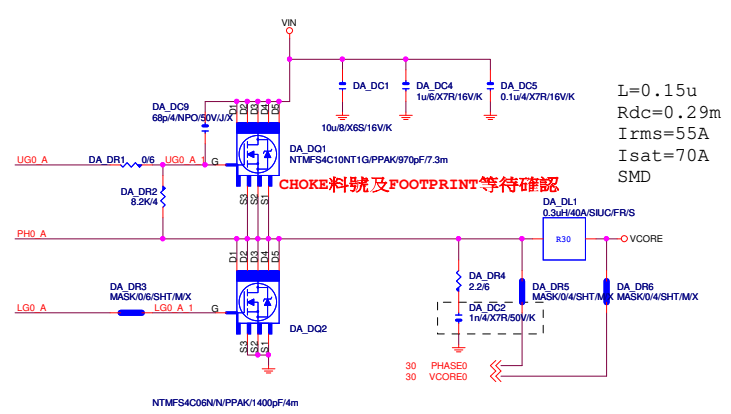 VIN
DA_DC9
68p/4/NPO/50V/J/X
D1
D2
D3
D4
D5
DA_DC1
10u/8/X6S/16V/K
DA_DC4
1u/6/X7R/16V/K
DA_DC5
0.1u/4/X7R/16V/K
L=0.15u
Rdc=0.29m
Irms=55A
Isat=70A
SMD
DA_DQ1
NTMFS4C10NT1G/PPAK/970pF/7.3m
UG0_A
DA_DR1
0/6
UG0_A_1
G
S3
S2
S1
CHOKE料號及FOOTPRINT等待確認
DA_DR2
8.2K/4
DA_DL1
0.3uH/40A/SIUC/FR/S
R30
VCORE
PH0_A
D1
D2
D3
D4
D5
DA_DR3
MASK/0/6/SHT/M/X
LG0_A
LG0_A_1
G
S3
S2
S1
DA_DQ2
NTMFS4C06N/N/PPAK/1400pF/4m
DA_DR4
2.2/6
DA_DC2
1n/4/X7R/50V/K
DA_DR5
MASK/0/4/SHT/M/X
DA_DR6
MASK/0/4/SHT/M/X
30 PHASE0
30 VCORE0